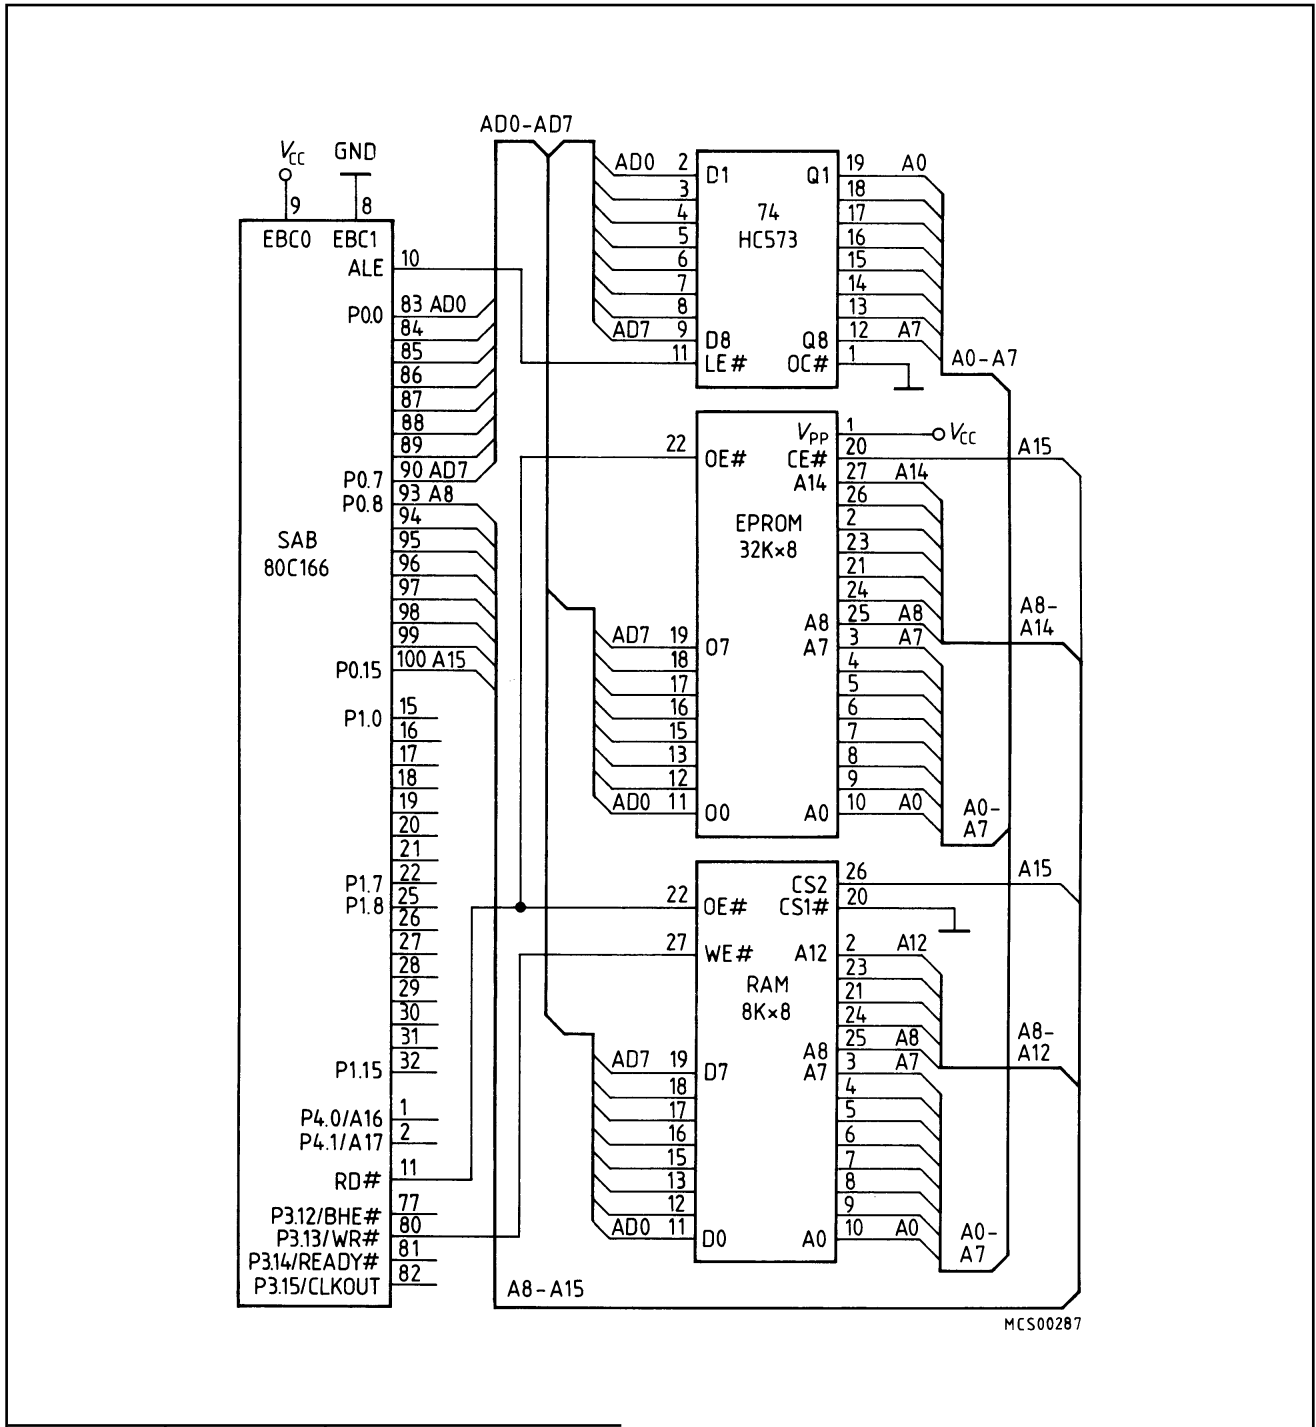 AD0-AD7
VCC GND
9 8
EBC0 EBC1
ALE 10
P0.0 83 AD0
84
85
86
87
88
89
P0.7 90 AD7
P0.8 93 A8
94
95
96
97
98
99
P0.15 100 A15
SAB
80C166
P1.0 15
16
17
18
19
20
21
P1.7 22
P1.8 25
26
27
28
29
30
31
P1.15 32
P4.0/A16 1
P4.1/A17 2
RD# 11
P3.12/BHE# 77
P3.13/WR# 80
P3.14/READY# 81
P3.15/CLKOUT 82
AD0 2 D1 Q1 19 A0
3 18
4 17
5 16
6 15
7 14
8 13
AD7 9 D8 Q8 12 A7
11 LE# OC# 1
74
HC573
A0-A7
VPP 1 VCC
22 OE# CE# 20 A15
A14 27 A14
26
2
23
21
24
A8 25 A8
A7 3 A7
EPROM
32K×8
A8-
A14
AD7 19 O7
18 4
17 5
16 6
15 7
13 8
12 9
AD0 11 O0 A0 10 A0
A0-
A7
CS2 26 A15
22 OE# CS1# 20
27 WE# A12 2 A12
23
21
24
A8 25 A8
A7 3 A7
RAM
8K×8
A8-
A12
AD7 19 D7
18 4
17 5
16 6
15 7
13 8
12 9
AD0 11 D0 A0 10 A0
A0-
A7
A8-A15
MCS00287